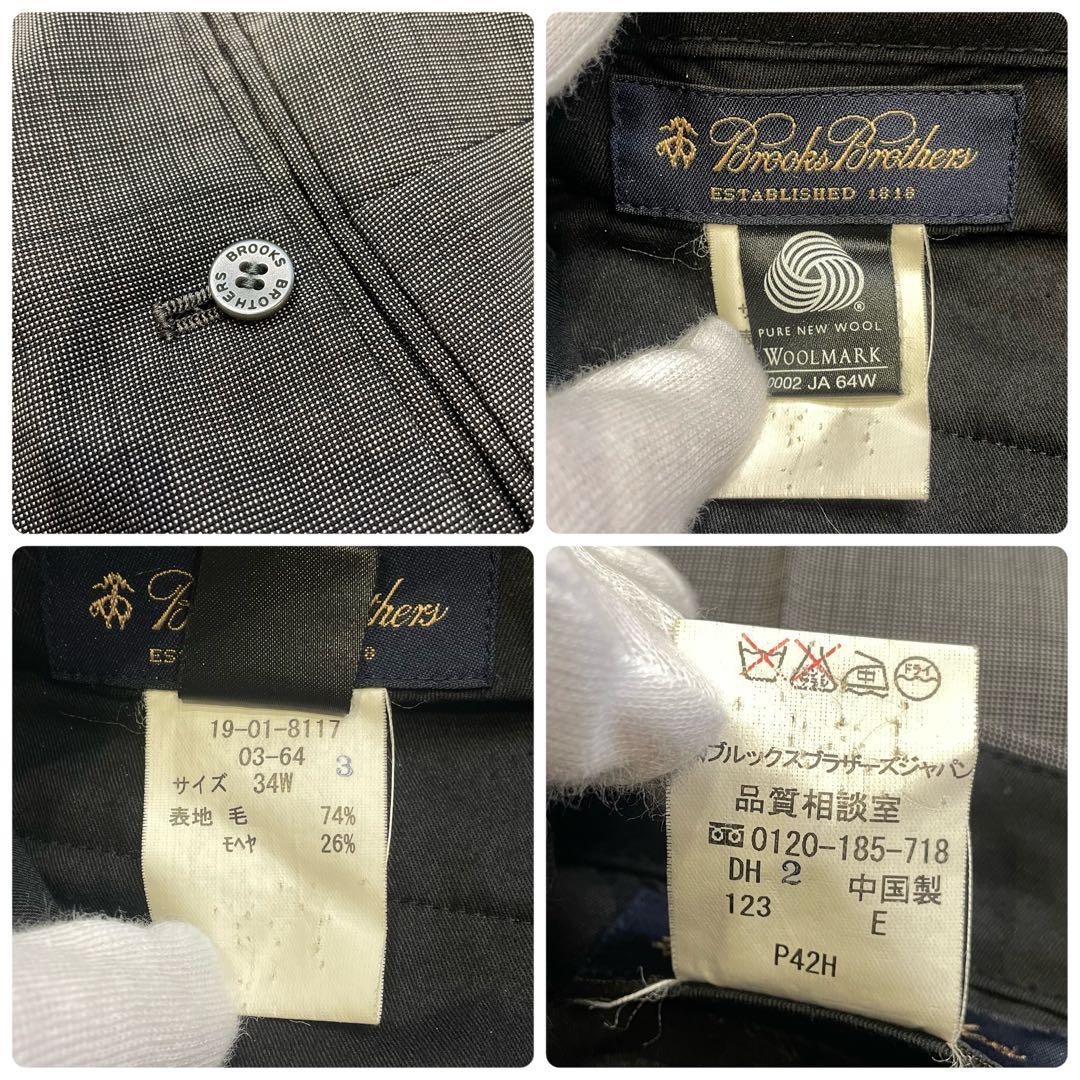 BROOKS BROTHERS
Brooks Brothers
ESTABLISHED 1818
PURE NEW WOOL
WOOLMARK
0002 JA 64W
thers
EST
8
19-01-8117
03-64
3
サイズ 34W
表地 毛 74%
モヘヤ 26%
ドライ
ブルックスブラザーズジャパン
品質相談室
0120-185-718
DH 2 中国製
123 E
P42H